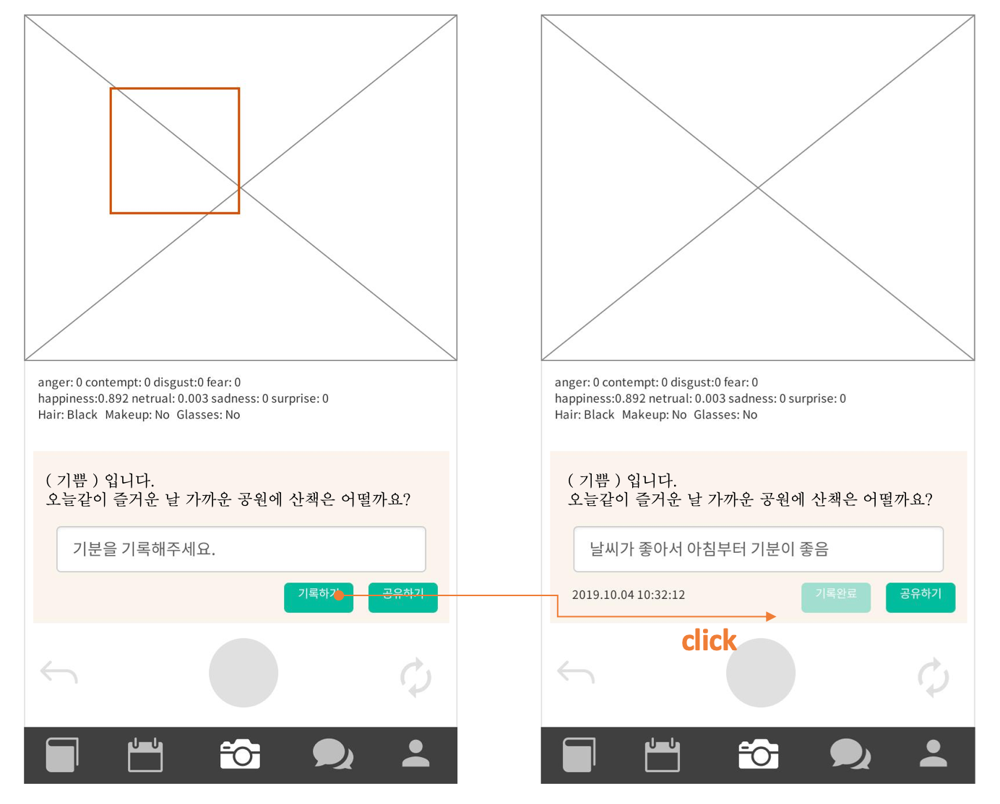 anger: 0 contempt: 0 disgust:0 fear: 0
happiness:0.892 netrual: 0.003 sadness: 0 surprise: 0
Hair: Black Makeup: No Glasses: No
( 기쁨 ) 입니다.
오늘같이 즐거운 날 가까운 공원에 산책은 어떨까요?
기분을 기록해주세요.
기록하기 공유하기
anger: 0 contempt: 0 disgust:0 fear: 0
happiness:0.892 netrual: 0.003 sadness: 0 surprise: 0
Hair: Black Makeup: No Glasses: No
( 기쁨 ) 입니다.
오늘같이 즐거운 날 가까운 공원에 산책은 어떨까요?
날씨가 좋아서 아침부터 기분이 좋음
2019.10.04 10:32:12 기록완료 공유하기
click